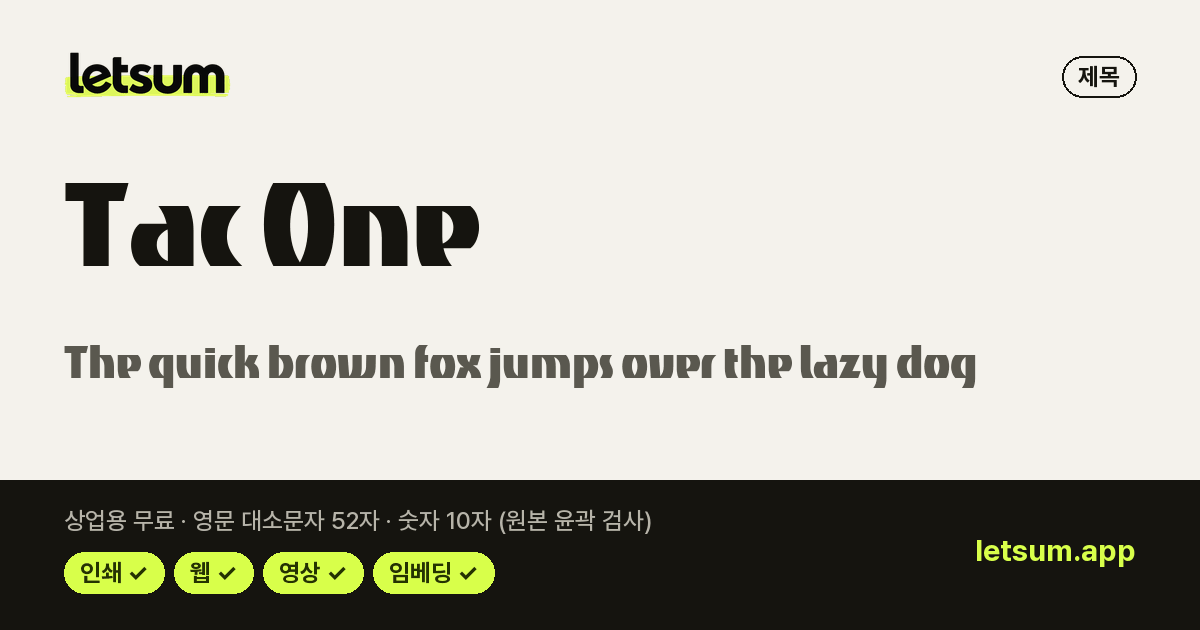 letsum
제목
Tac One
The quick brown fox jumps over the lazy dog
상업용 무료 · 영문 대소문자 52자 · 숫자 10자 (원본 윤곽 검사)
인쇄 ✓ 웹 ✓ 영상 ✓ 임베딩 ✓
letsum.app